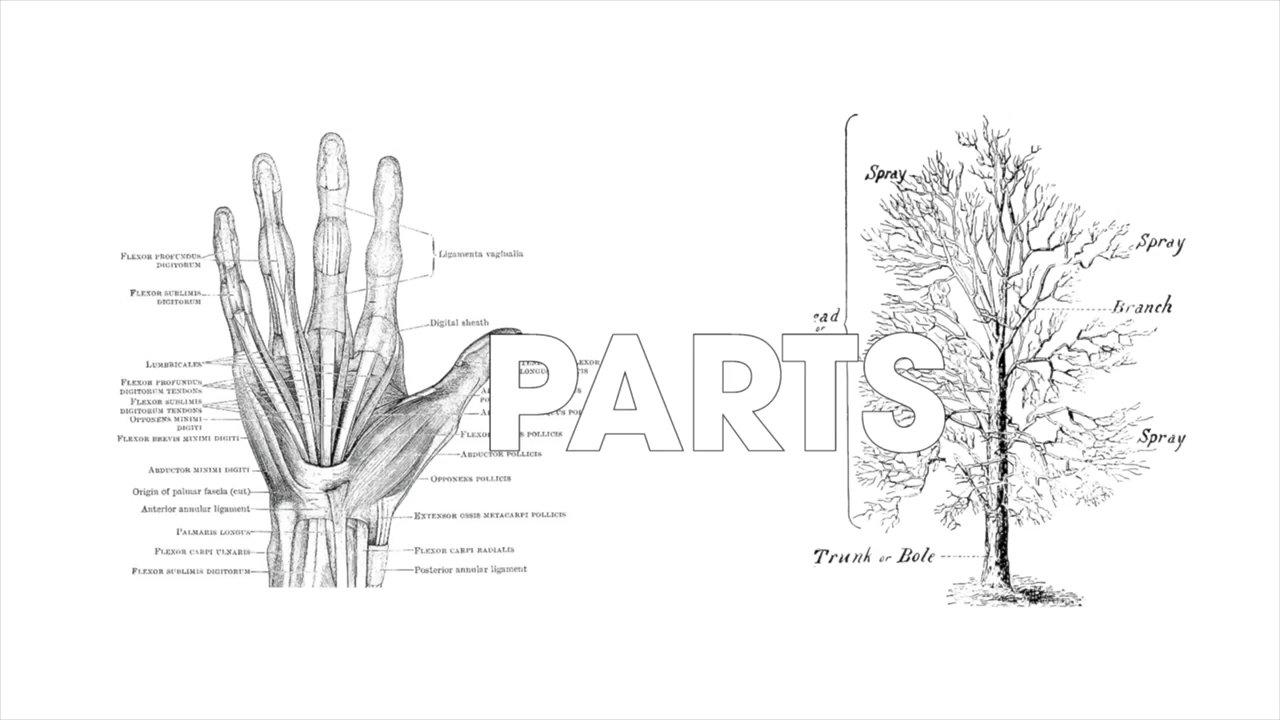 FLEXOR PROFUNDUS
DIGITORUM
FLEXOR SUBLIMIS
DIGITORUM
LUMBRICALES
FLEXOR PROFUNDUS
DIGITORUM TENDONS
FLEXOR SUBLIMIS
DIGITORUM TENDONS
OPPONENS MINIMI
DIGITI
FLEXOR BREVIS MINIMI DIGITI
ABDUCTOR MINIMI DIGITI
Origin of palmar fascia (cut)
Anterior annular ligament
PALMARIS LONGUS
FLEXOR CARPI ULNARIS
FLEXOR SUBLIMIS DIGITORUM
Ligamenta vaginalia
Digital sheath
POLLICIS
ABDUCTOR POLLICIS
OPPONENS POLLICIS
EXTENSOR OSSIS METACARPI POLLICIS
FLEXOR CARPI RADIALIS
Posterior annular ligament
PARTS
Spray
Spray
Branch
ead
or
Spray
Trunk or Bole